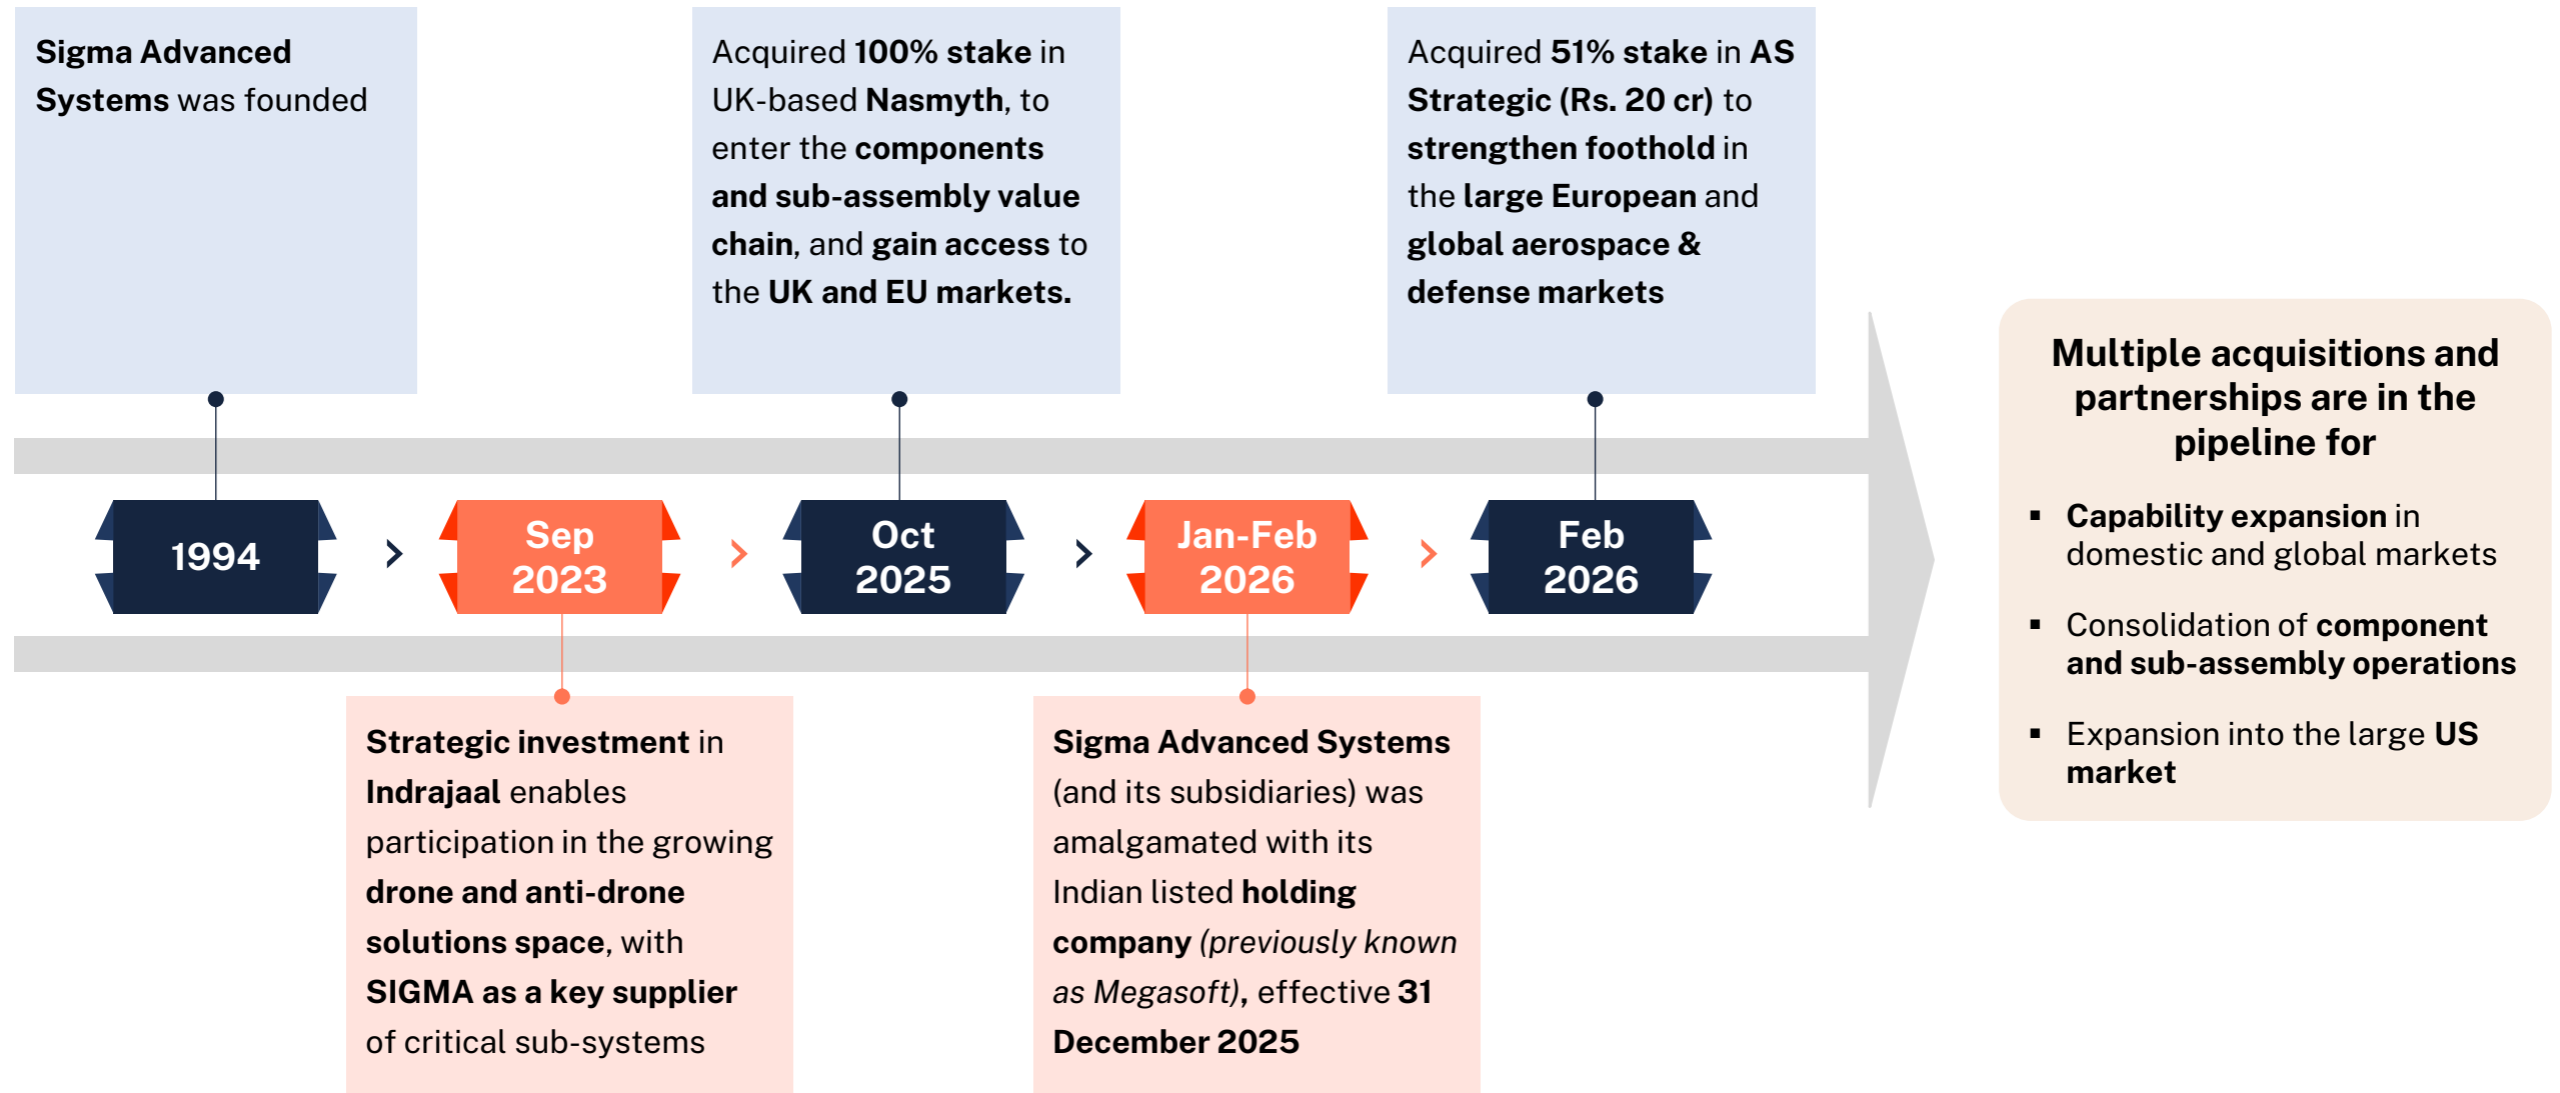 Sigma Advanced
Systems was founded
Acquired 100% stake in
UK-based Nasmyth, to
enter the components
and sub-assembly value
chain, and gain access to
the UK and EU markets.
Acquired 51% stake in AS
Strategic (Rs. 20 cr) to
strengthen foothold in
the large European and
global aerospace &
defense markets
1994
Sep
2023
Oct
2025
Jan-Feb
2026
Feb
2026
Strategic investment in
Indrajaal enables
participation in the growing
drone and anti-drone
solutions space, with
SIGMA as a key supplier
of critical sub-systems
Sigma Advanced Systems
(and its subsidiaries) was
amalgamated with its
Indian listed holding
company (previously known
as Megasoft), effective 31
December 2025
Multiple acquisitions and
partnerships are in the
pipeline for
▪ Capability expansion in
domestic and global markets
▪ Consolidation of component
and sub-assembly operations
▪ Expansion into the large US
market